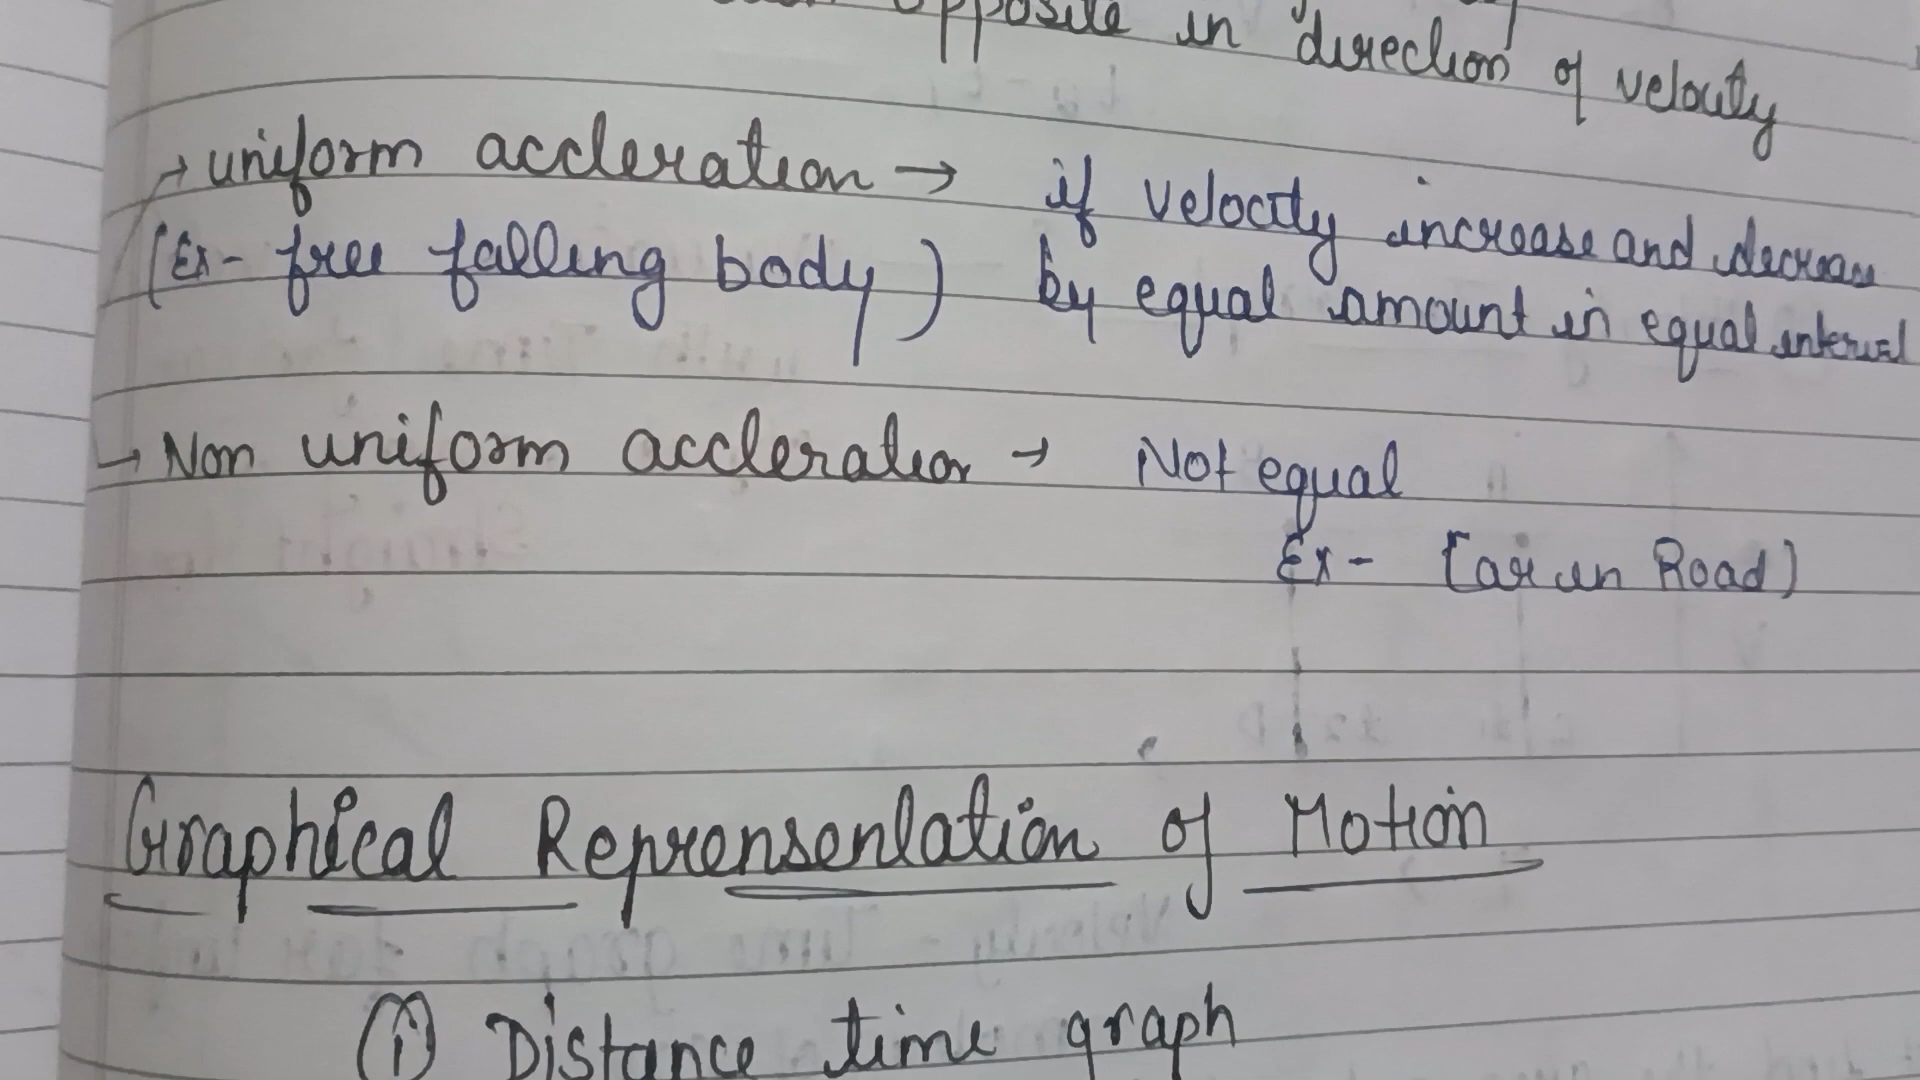 opposite in direction of velocity
→ uniform accleration → if velocity increase and decrease
(Ex- free falling body) by equal amount in equal interval
→ Non uniform accleration → Not equal
Ex- [Car in Road)
Graphical Reprensentation of Motion
(i) Distance time graph